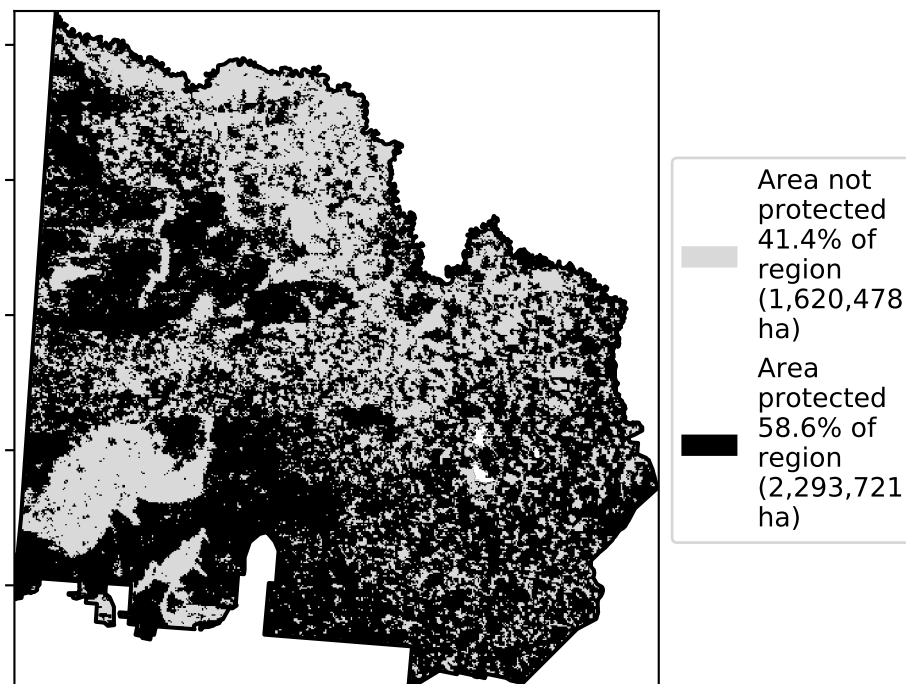 Area not
protected
41.4% of
region
(1,620,478
ha)
Area
protected
58.6% of
region
(2,293,721
ha)